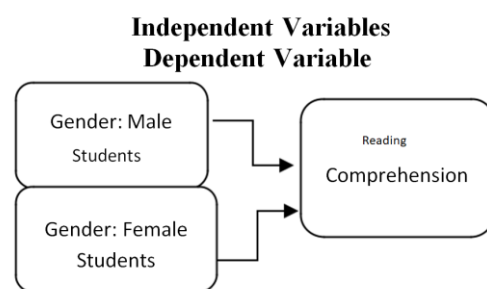 Independent Variables
Dependent Variable
Gender: Male
Students
Reading
Comprehension
Gender: Female
Students